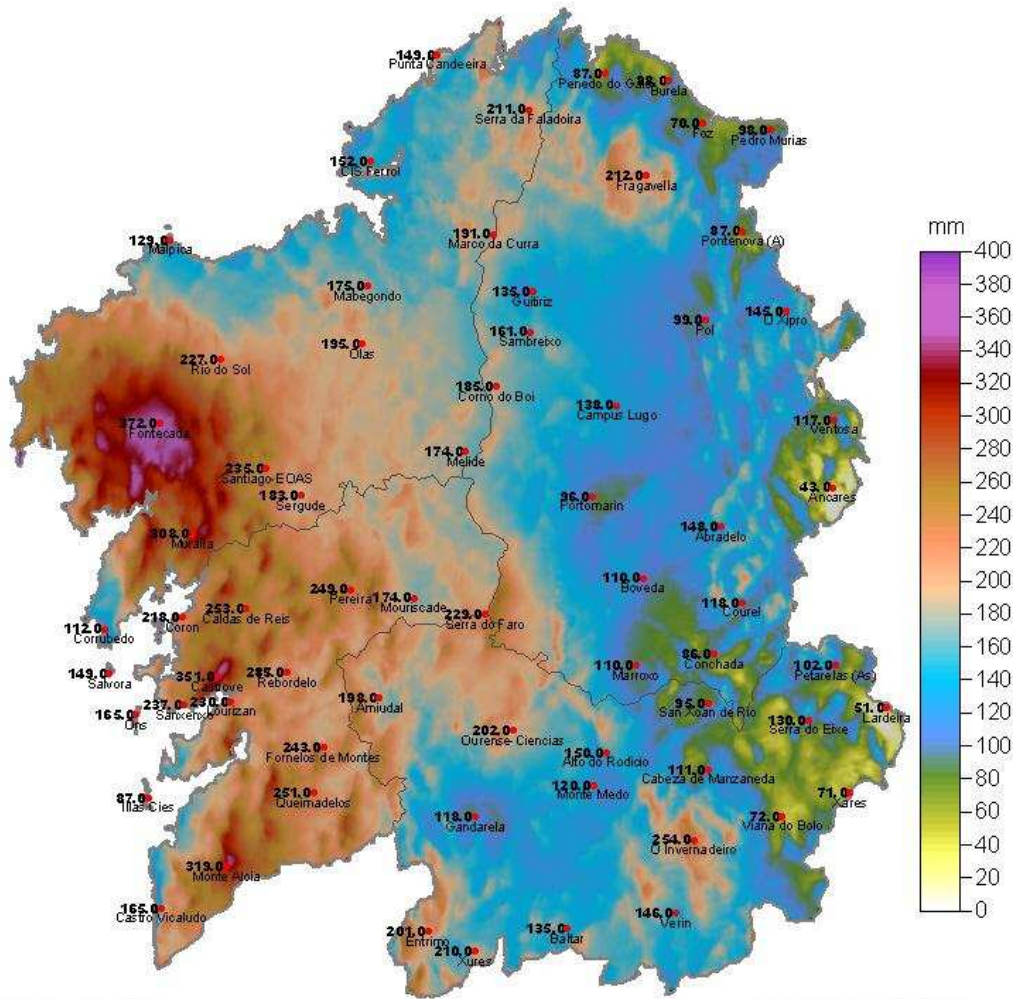 149.0
Punta Candeeira
87.0
Penedo do Galo
98.0
Burela
211.0
Serra da Faladoira
70.0
Foz
98.0
Pedro Murias
152.0
CIS Ferrol
212.0
Fragavella
129.0
Malpica
191.0
Marco da Curra
87.0
Pontenova (A)
mm
175.0
Mabegondo
135.0
Guitiriz
99.0
Pol
145.0
O Xipro
195.0
Olas
161.0
Sambreixo
227.0
Rio do Sol
185.0
Corno do Boi
138.0
Campus Lugo
372.0
Fontecada
117.0
Ventosa
174.0
Melide
235.0
Santiago-EOAS
183.0
Sergude
96.0
Portomarin
43.0
Ancares
308.0
Muralla
148.0
Abradelo
249.0
Pereira
174.0
Mouriscade
110.0
Boveda
118.0
Courel
253.0
Caldas de Reis
218.0
Coron
229.0
Serra do Faro
112.0
Corrubedo
149.0
Salvora
351.0
Castrove
285.0
Rebordelo
110.0
Marroxo
86.0
Conchada
102.0
Petarelas (As)
165.0
Ons
237.0
Sanxenxo
230.0
Lourizan
198.0
Amiudal
95.0
San Xoan de Rio
51.0
Lardeira
130.0
Serra do Eixe
202.0
Ourense-Ciencias
243.0
Fornelos de Montes
150.0
Alto do Rodicio
111.0
Cabeza de Manzaneda
87.0
Illas Cies
251.0
Queimadelos
120.0
Monte Medo
71.0
Xares
118.0
Gandarela
72.0
Viana do Bolo
254.0
O Invernadeiro
319.0
Monte Aloia
165.0
Castro Vicaludo
146.0
Verin
201.0
Entrimo
135.0
Baltar
210.0
Xures
400
380
360
340
320
300
280
260
240
220
200
180
160
140
120
100
80
60
40
20
0